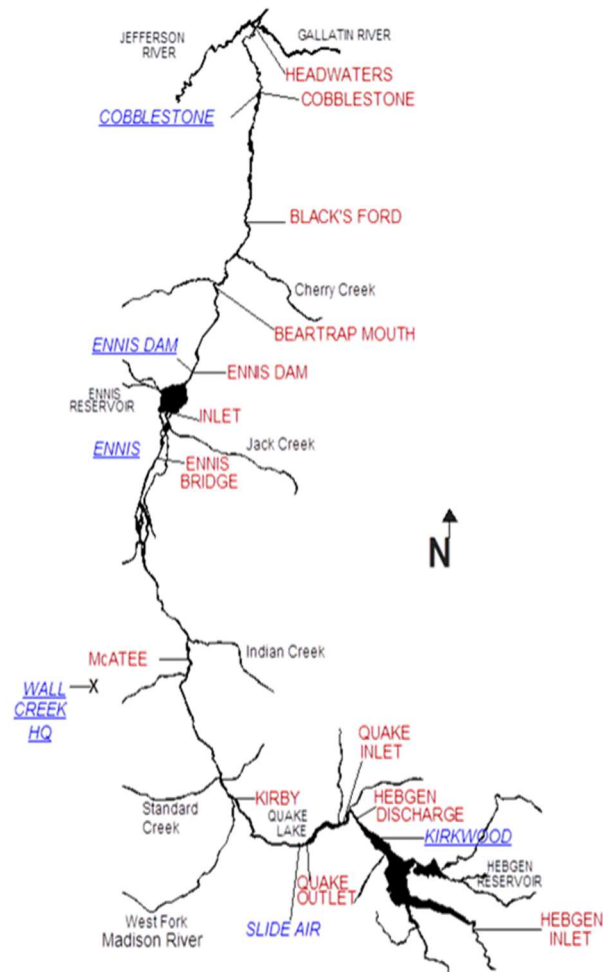 JEFFERSON
RIVER
GALLATIN RIVER
HEADWATERS
COBBLESTONE
COBBLESTONE
BLACK'S FORD
Cherry Creek
BEARTRAP MOUTH
ENNIS DAM
ENNIS DAM
ENNIS
RESERVOIR
INLET
ENNIS
Jack Creek
ENNIS
BRIDGE
N
Indian Creek
McATEE
WALL
CREEK
HQ
X
QUAKE
INLET
Standard
Creek
KIRBY
QUAKE
LAKE
HEBGEN
DISCHARGE
KIRKWOOD
HEBGEN
RESERVOIR
QUAKE
OUTLET
West Fork
Madison River
SLIDE AIR
HEBGEN
INLET